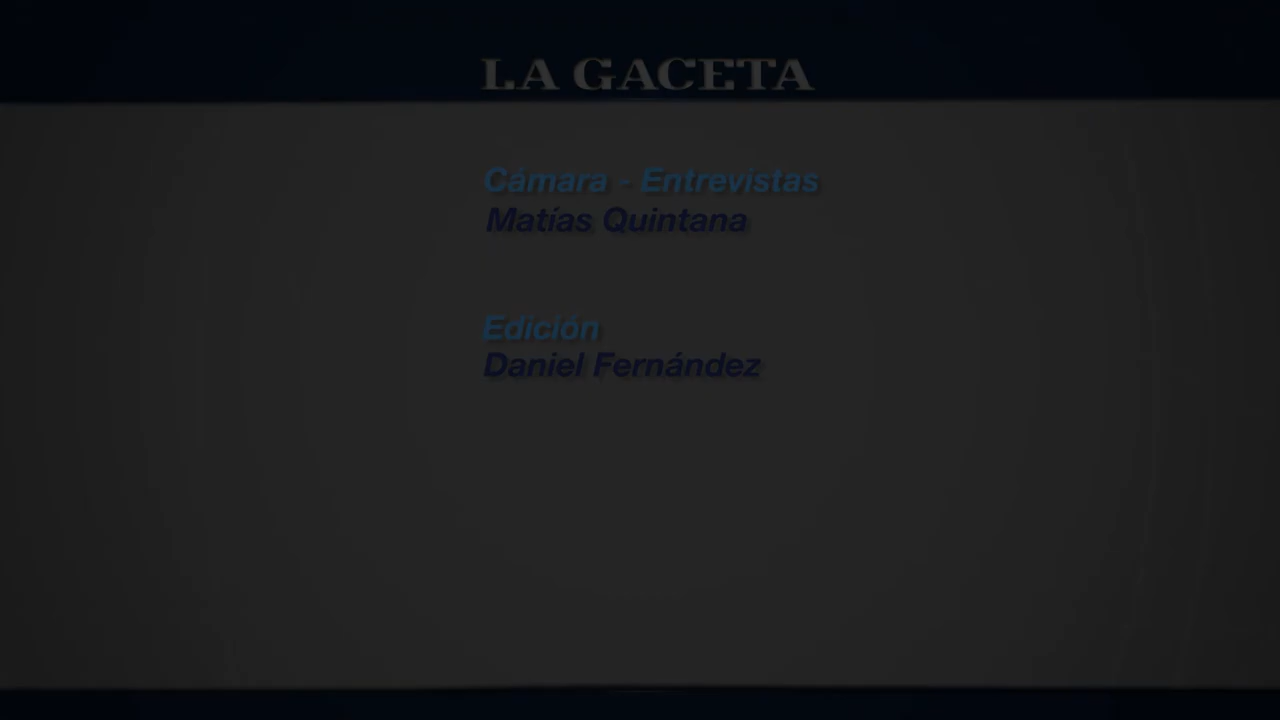 LA GACETA
Cámara - Entrevistas
Matías Quintana
Edición
Daniel Fernández